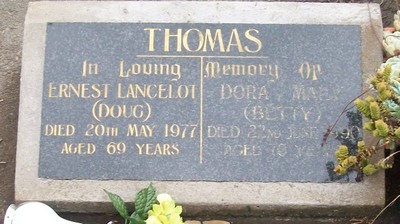 THOMAS
In Loving Memory Of
ERNEST LANCELOT
(DOUG)
DIED 20TH MAY 1977
AGED 69 YEARS
DORA MARY
(BETTY)
DIED 22ND
AGED